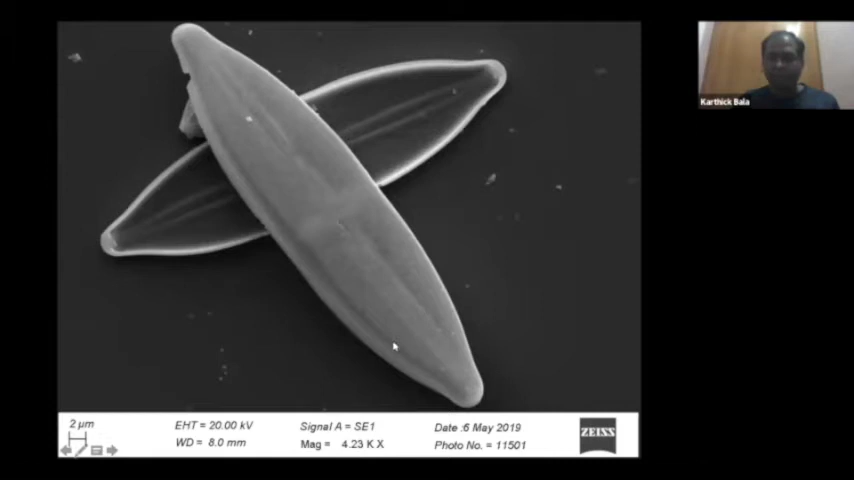 Karthick Bala
2 µm
EHT = 20.00 kV
Signal A = SE1
Date :6 May 2019
WD = 8.0 mm
Mag = 4.23 K X
Photo No. = 11501
ZEISS